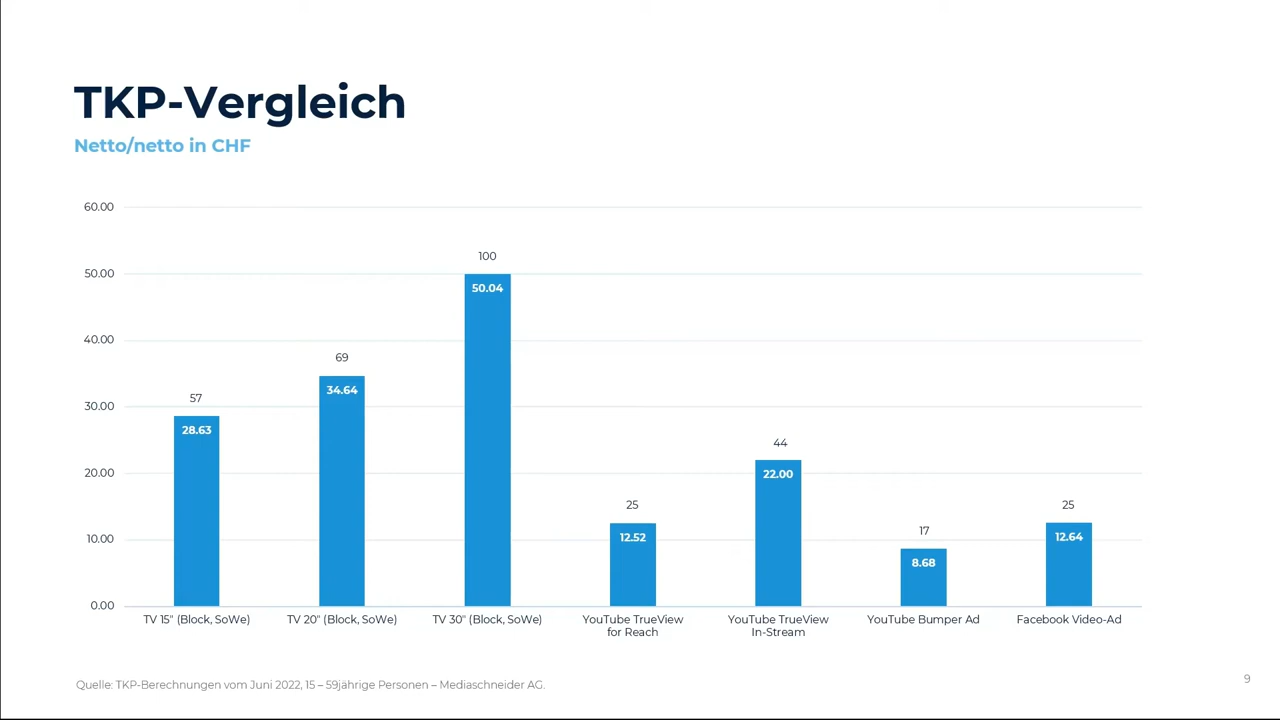 TKP-Vergleich
Netto/netto in CHF
60.00
50.00
40.00
30.00
20.00
10.00
0.00
57
28.63
69
34.64
100
50.04
25
12.52
44
22.00
17
8.68
25
12.64
TV 15" (Block, SoWe)
TV 20" (Block, SoWe)
TV 30" (Block, SoWe)
YouTube TrueView
for Reach
YouTube TrueView
In-Stream
YouTube Bumper Ad
Facebook Video-Ad
Quelle: TKP-Berechnungen vom Juni 2022, 15 – 59jährige Personen – Mediaschneider AG.
9